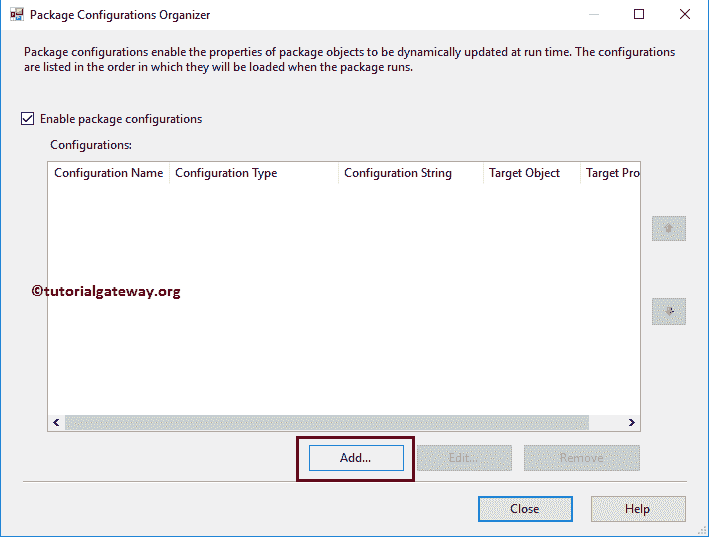 Package Configurations Organizer
Package configurations enable the properties of package objects to be dynamically updated at run time. The configurations
are listed in the order in which they will be loaded when the package runs.
Enable package configurations
Configurations:
Configuration Name Configuration Type Configuration String Target Object Target Pro
©tutorialgateway.org
Add... Edit... Remove
Close Help